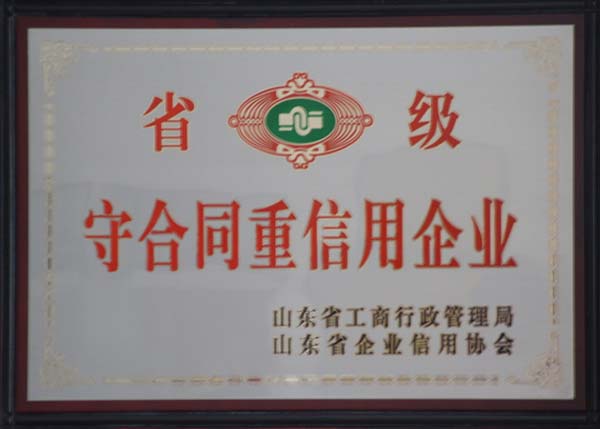 省级
守合同重信用企业
山东省工商行政管理局
山东省企业信用协会